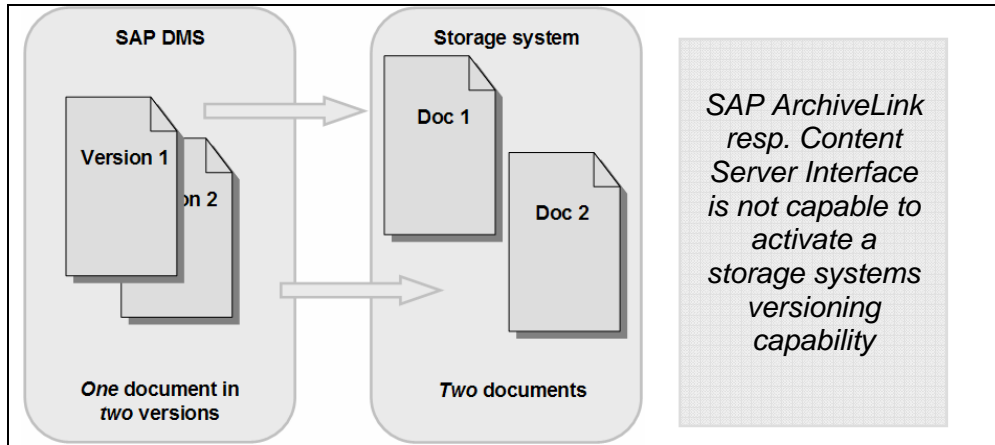 SAP DMS
Version 1
on 2
One document in
two versions
Storage system
Doc 1
Doc 2
Two documents
SAP ArchiveLink
resp. Content
Server Interface
is not capable to
activate a
storage systems
versioning
capability